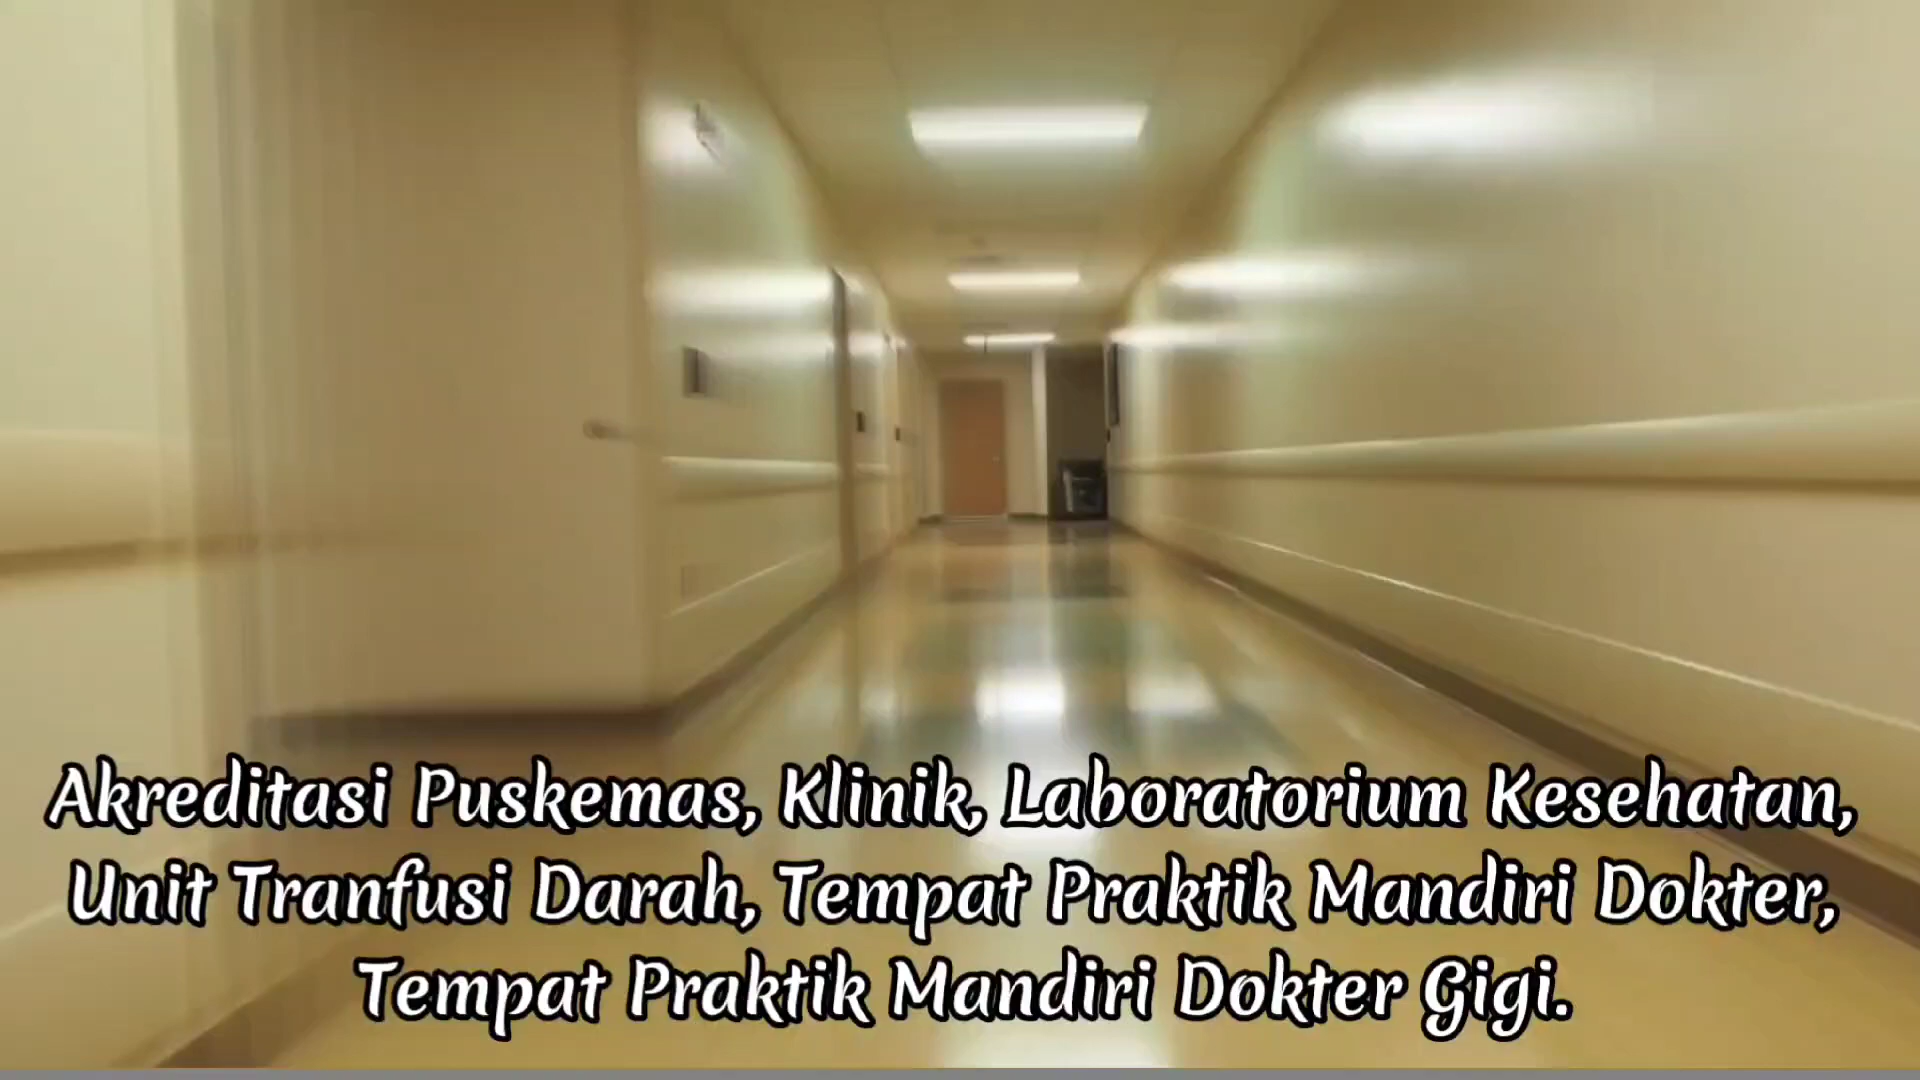 Akreditasi Puskemas, Klinik, Laboratorium Kesehatan,
Unit Tranfusi Darah, Tempat Praktik Mandiri Dokter,
Tempat Praktik Mandiri Dokter Gigi.